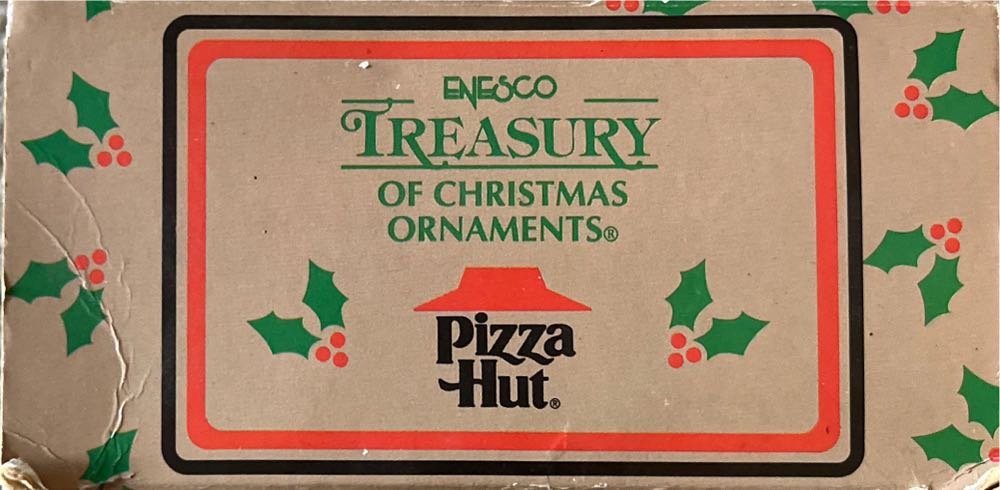 ENESCO
TREASURY
OF CHRISTMAS
ORNAMENTS®
Pizza
Hut®